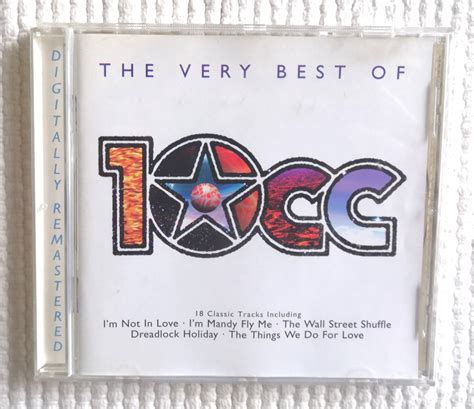 DIGITALLY REMASTERED
THE VERY BEST OF
10CC
18 Classic Tracks Including
I'm Not In Love · I'm Mandy Fly Me · The Wall Street Shuffle
Dreadlock Holiday · The Things We Do For Love